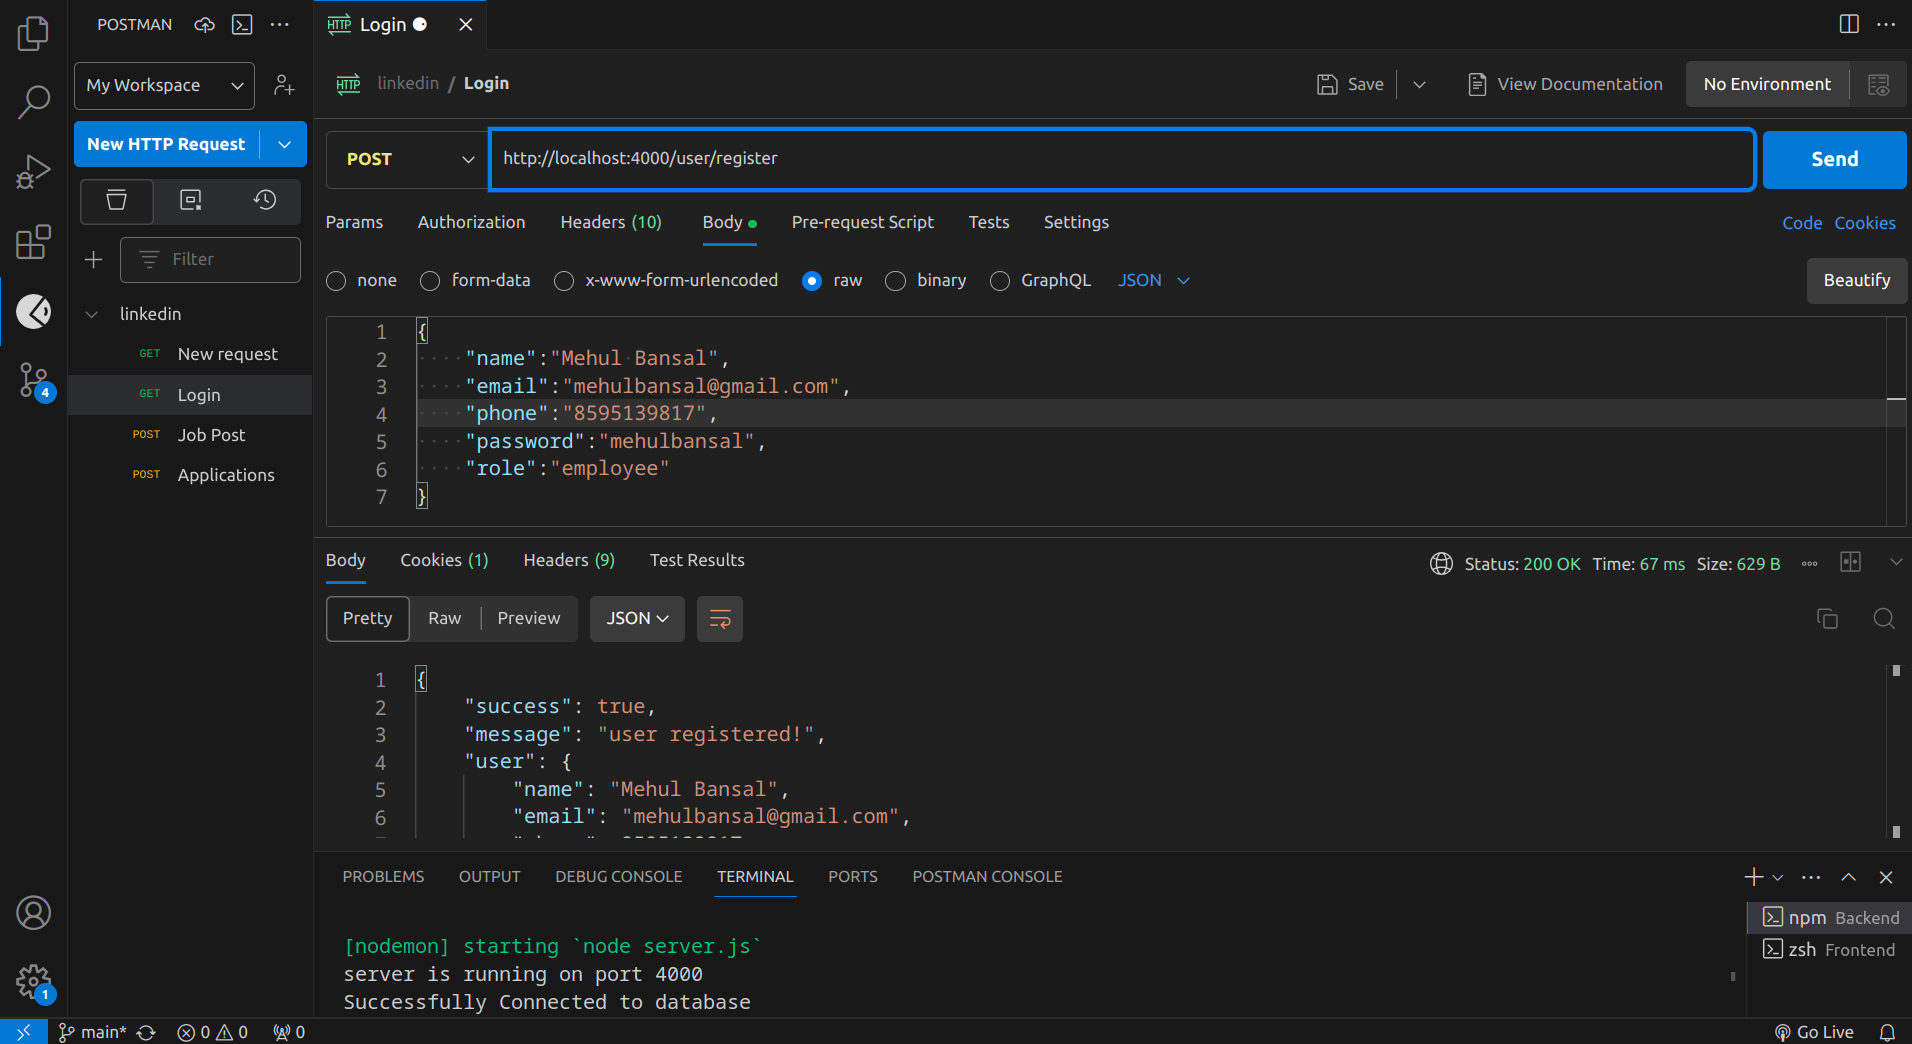 POSTMAN
HTTP Login
My Workspace
HTTP linkedin / Login
Save
View Documentation
No Environment
New HTTP Request
POST
http://localhost:4000/user/register
Send
Params Authorization Headers (10) Body Pre-request Script Tests Settings
Code Cookies
Filter
none form-data x-www-form-urlencoded raw binary GraphQL JSON
Beautify
linkedin
GET New request
GET Login
POST Job Post
POST Applications
4
1 {
2 ····"name":"Mehul·Bansal",
3 ····"email":"mehulbansal@gmail.com",
4 ····"phone":"8595139817",
5 ····"password":"mehulbansal",
6 ····"role":"employee"
7 }
Body Cookies (1) Headers (9) Test Results
Status: 200 OK Time: 67 ms Size: 629 B
Pretty Raw Preview JSON
1 {
2 "success": true,
3 "message": "user registered!",
4 "user": {
5 "name": "Mehul Bansal",
6 "email": "mehulbansal@gmail.com",
PROBLEMS OUTPUT DEBUG CONSOLE TERMINAL PORTS POSTMAN CONSOLE
[nodemon] starting `node server.js`
server is running on port 4000
Successfully Connected to database
npm Backend
zsh Frontend
1
main* 0 0 0
Go Live